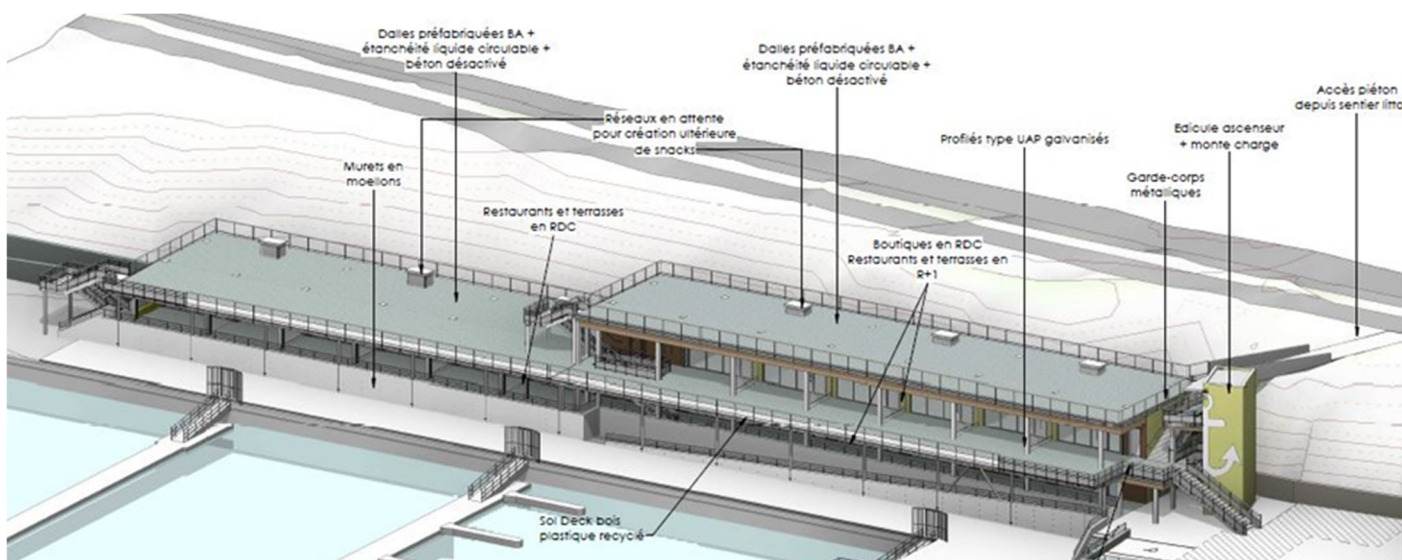 Dalles préfabriquées BA +
étanchéité liquide circulable +
béton désactivé
Dalles préfabriquées BA +
étanchéité liquide circulable +
béton désactivé
Accès piéton
depuis sentier litto
Réseaux en attente
pour création ultérieure
de snacks
Profilés type UAP galvanisés
Edicule ascenseur
+ monte charge
Murets en
moellons
Garde-corps
métalliques
Restaurants et terrasses
en RDC
Boutiques en RDC
Restaurants et terrasses en
R+1
Sol Deck bois
plastique recyclé